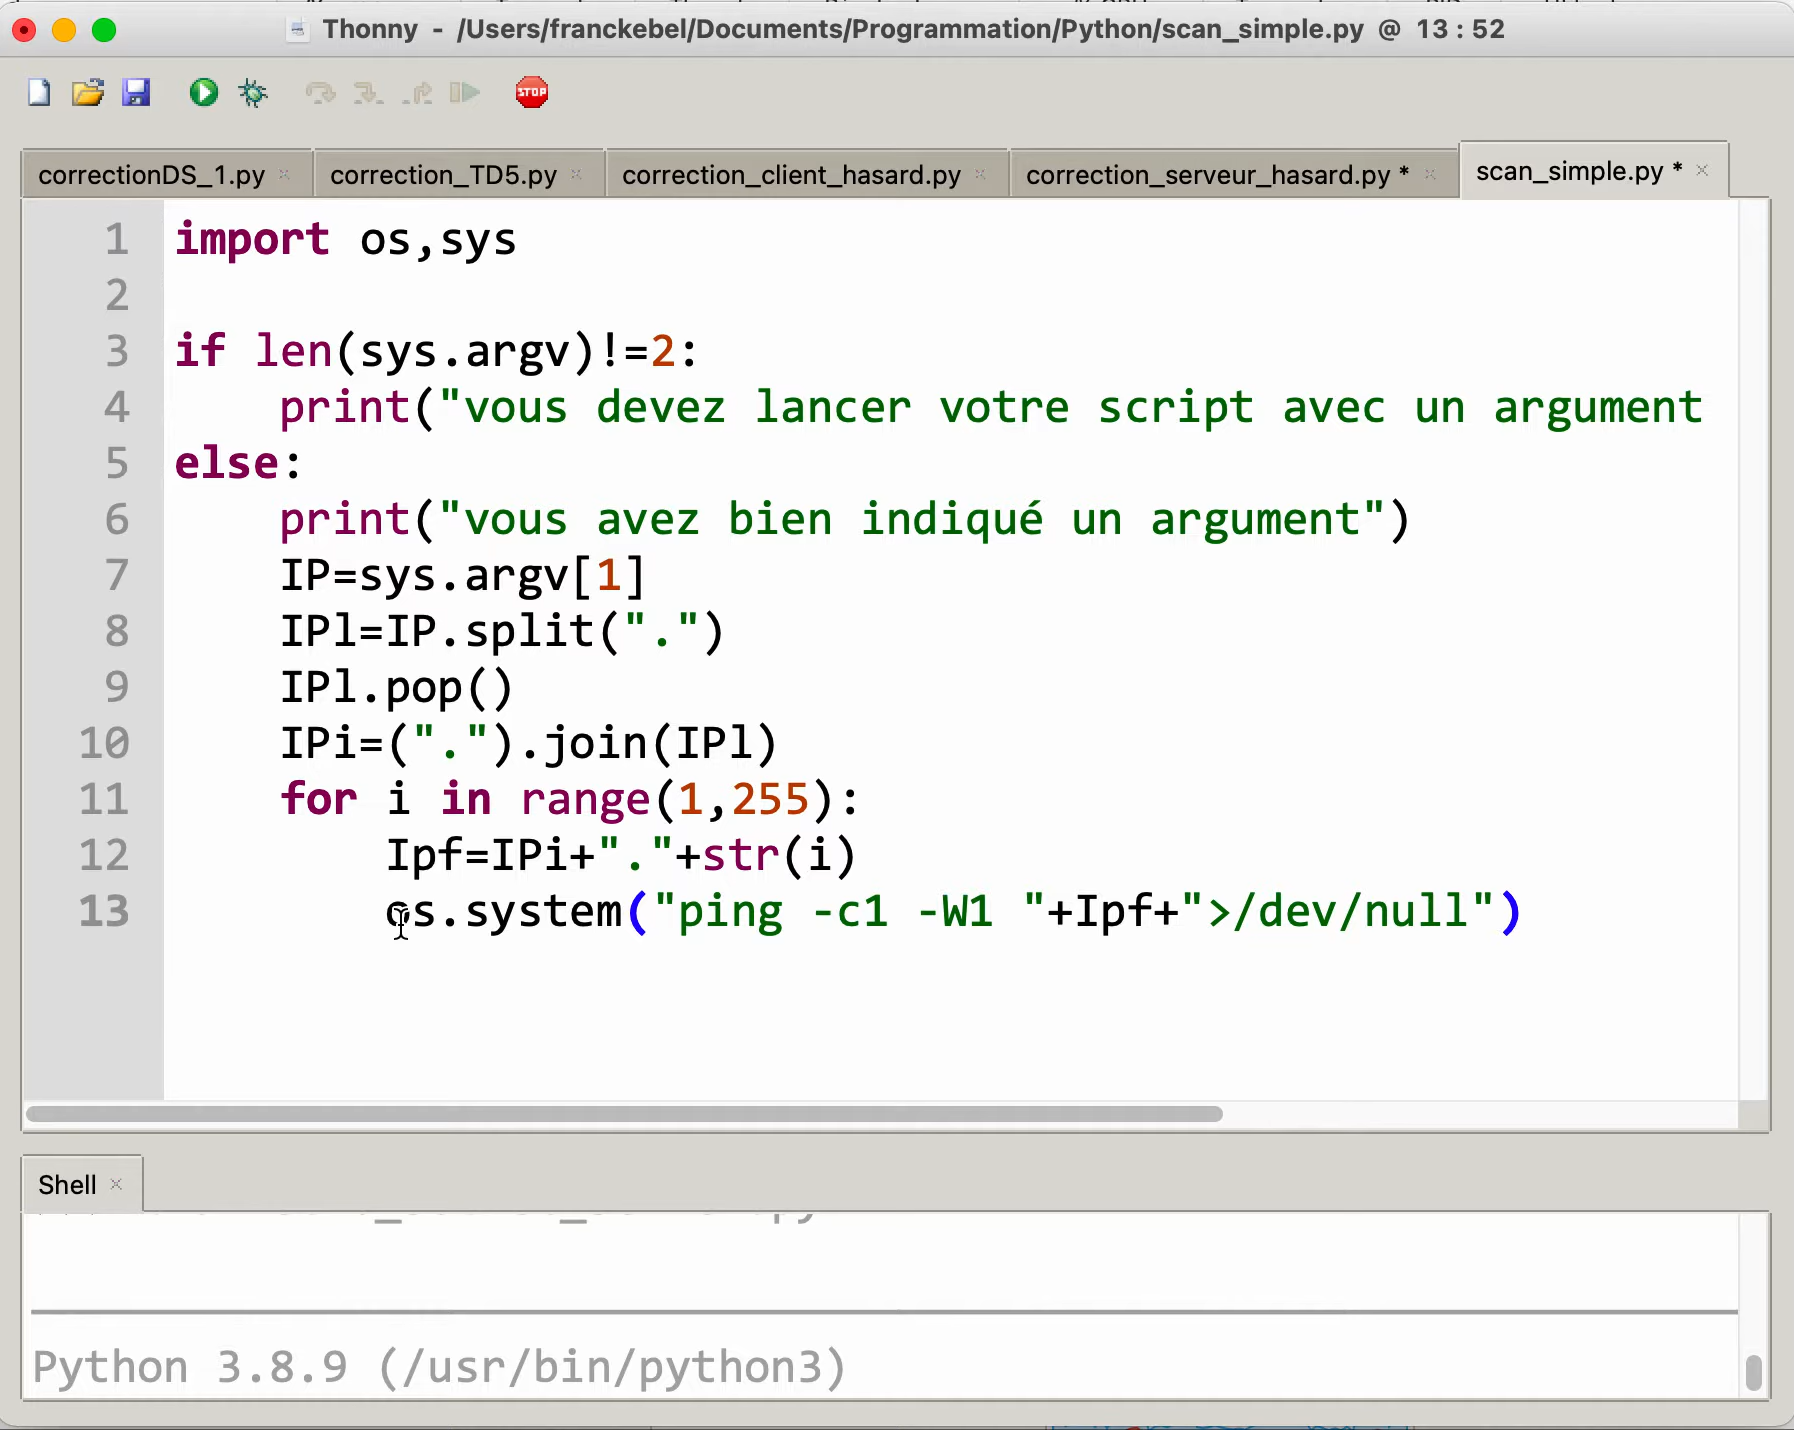 Thonny - /Users/franckebel/Documents/Programmation/Python/scan_simple.py @ 13 : 52
STOP
correctionDS_1.py correction_TD5.py correction_client_hasard.py correction_serveur_hasard.py * scan_simple.py *
1 import os,sys
2
3 if len(sys.argv)!=2:
4 print("vous devez lancer votre script avec un argument
5 else:
6 print("vous avez bien indiqué un argument")
7 IP=sys.argv[1]
8 IPl=IP.split(".")
9 IPl.pop()
10 IPi=(".").join(IPl)
11 for i in range(1,255):
12 Ipf=IPi+"."+str(i)
13 os.system("ping -c1 -W1 "+Ipf+">/dev/null")
Shell
Python 3.8.9 (/usr/bin/python3)